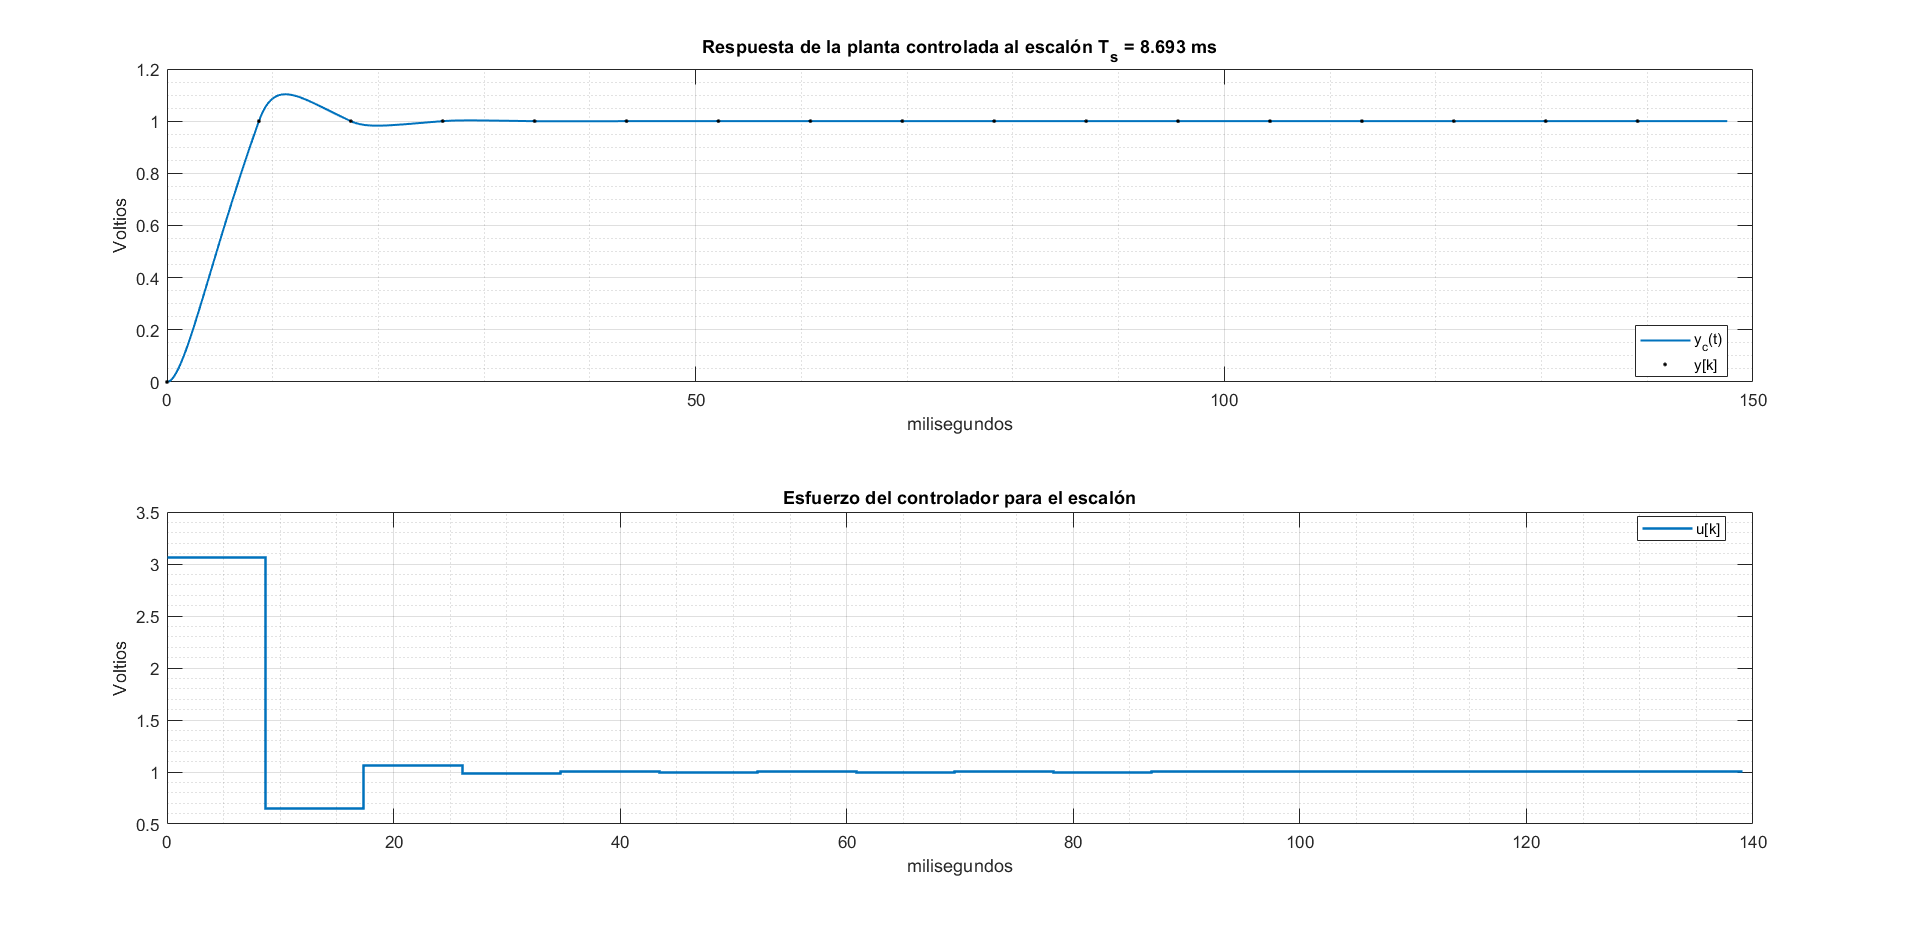 Respuesta de la planta controlada al escalón Ts = 8.693 ms
1.2
1
0.8
0.6
0.4
0.2
0
Voltios
0 50 100 150
milisegundos
yc(t)
y[k]
Esfuerzo del controlador para el escalón
3.5
3
2.5
2
1.5
1
0.5
Voltios
0 20 40 60 80 100 120 140
milisegundos
u[k]